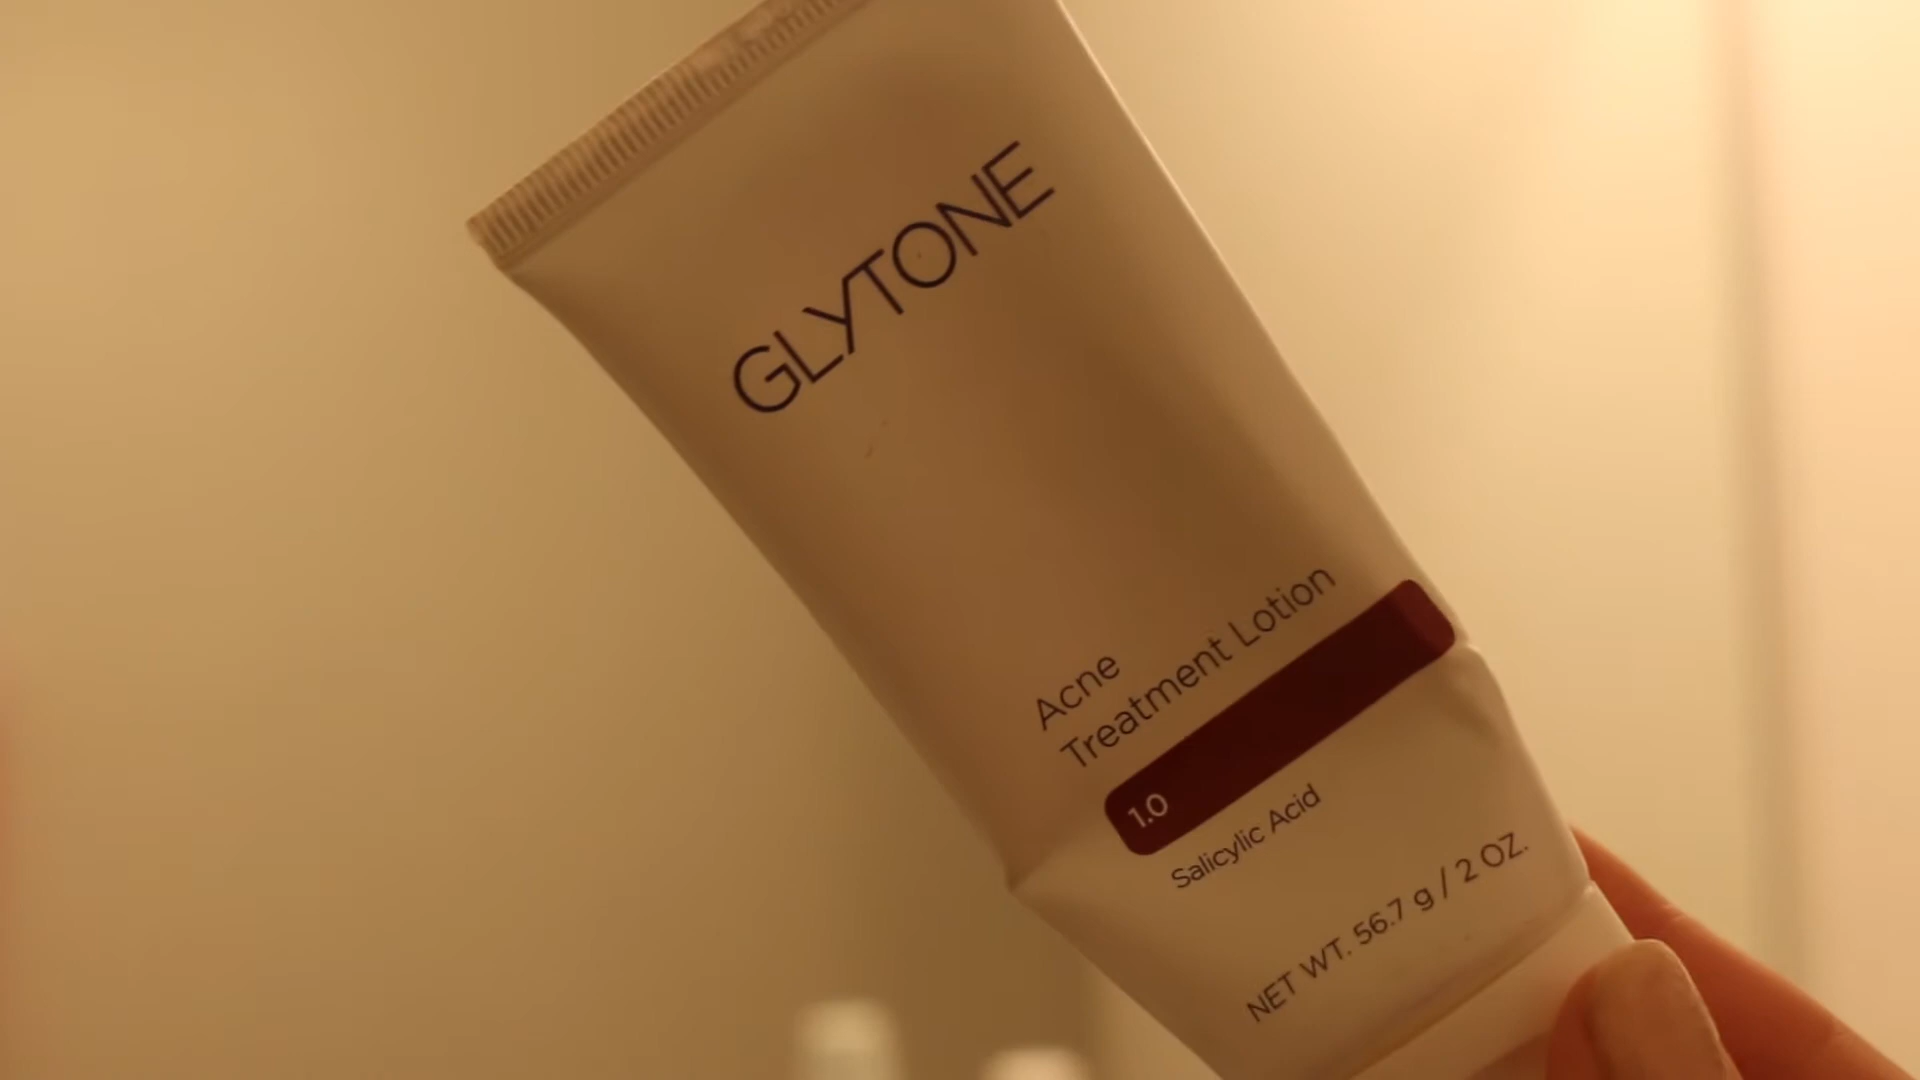 GLYTONE
Acne
Treatment Lotion
1.0
Salicylic Acid
NET WT. 56.7 g / 2 OZ.